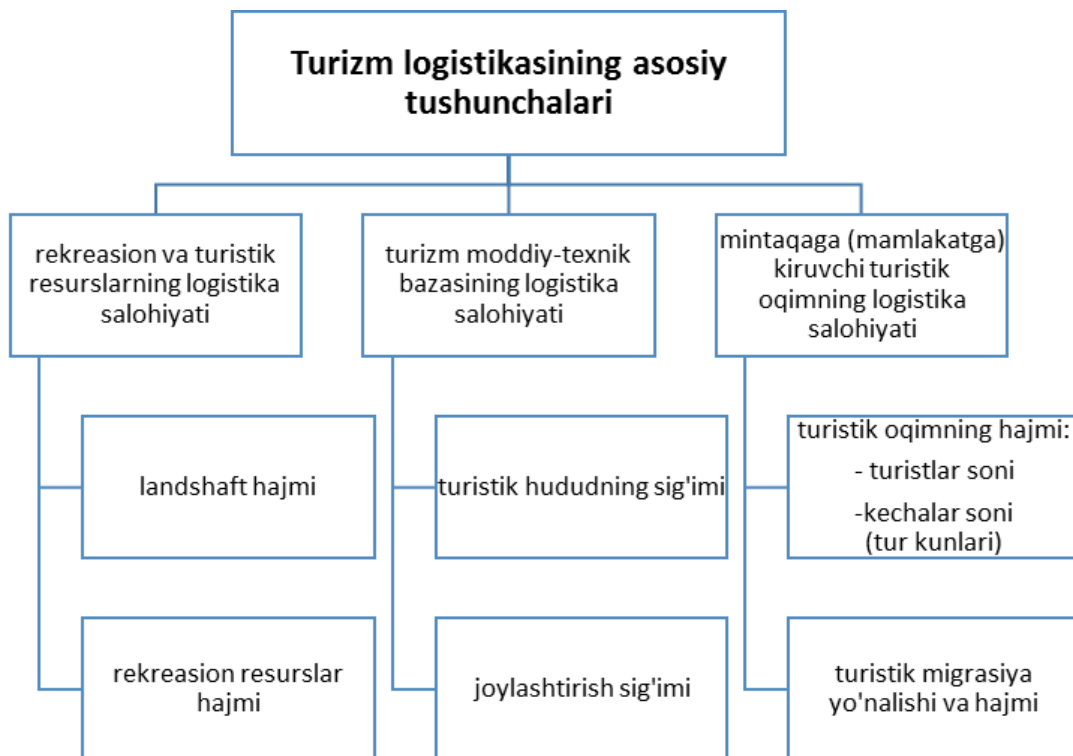 Turizm logistikasining asosiy
tushunchalari
rekreasion va turistik
resurslarning logistika
salohiyati
turizm moddiy-texnik
bazasining logistika
salohiyati
mintaqaga (mamlakatga)
kiruvchi turistik
oqimning logistika
salohiyati
landshaft hajmi
turistik hududning sig'imi
turistik oqimning hajmi:
- turistlar soni
-kechalar soni
(tur kunlari)
rekreasion resurslar
hajmi
joylashtirish sig'imi
turistik migrasiya
yo'nalishi va hajmi